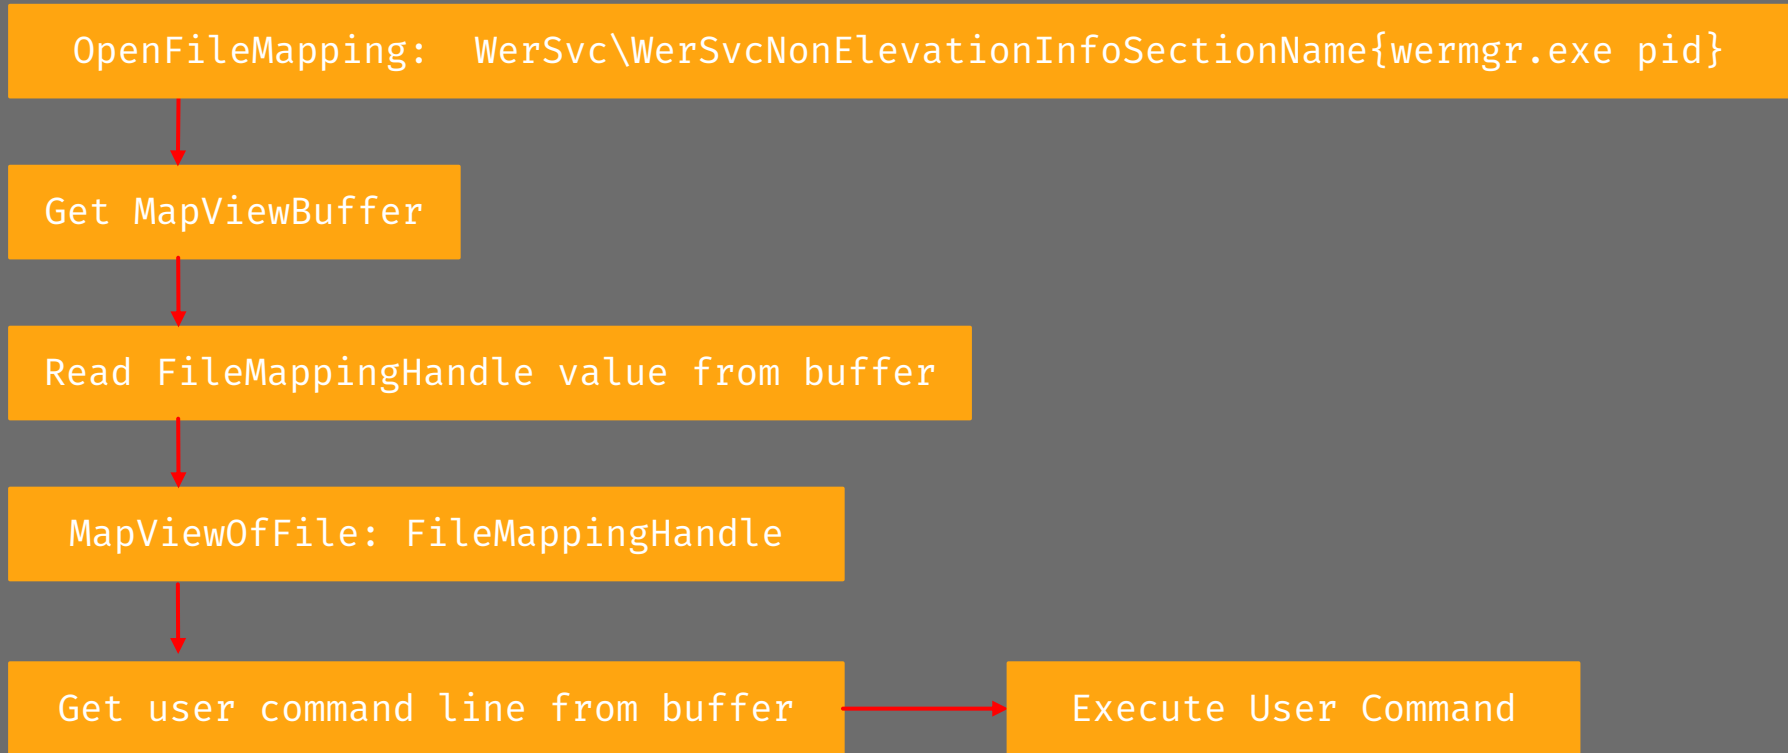 OpenFileMapping: WerSvc\WerSvcNonElevationInfoSectionName{wermgr.exe pid}
Get MapViewBuffer
Read FileMappingHandle value from buffer
MapViewOfFile: FileMappingHandle
Get user command line from buffer
Execute User Command